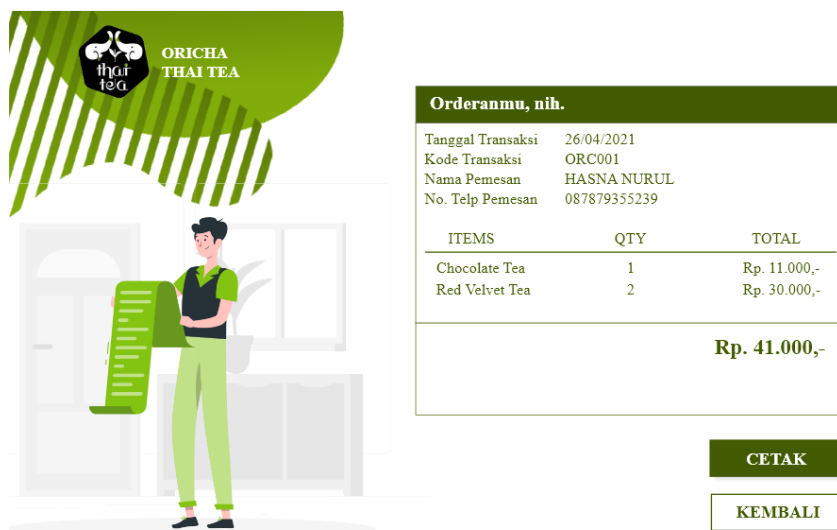 thai
tea
ORICHA
THAI TEA
Orderanmu, nih.
Tanggal Transaksi 26/04/2021
Kode Transaksi ORC001
Nama Pemesan HASNA NURUL
No. Telp Pemesan 087879355239
ITEMS QTY TOTAL
Chocolate Tea 1 Rp. 11.000,-
Red Velvet Tea 2 Rp. 30.000,-
Rp. 41.000,-
CETAK
KEMBALI